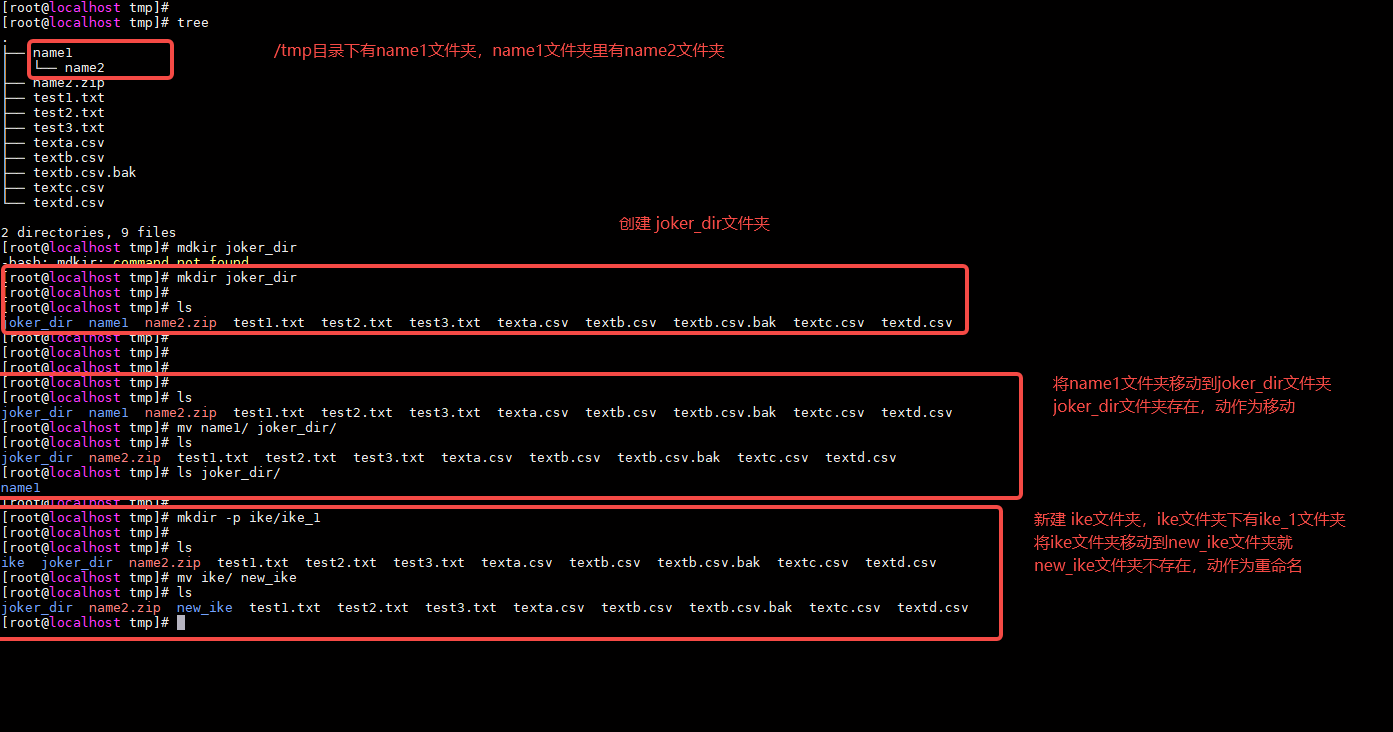 [root@localhost tmp]#
[root@localhost tmp]# tree
.
├── name1
│   └── name2
/tmp目录下有name1文件夹，name1文件夹里有name2文件夹
├── name2.zip
├── test1.txt
├── test2.txt
├── test3.txt
├── texta.csv
├── textb.csv
├── textb.csv.bak
├── textc.csv
└── textd.csv
2 directories, 9 files
创建 joker_dir文件夹
[root@localhost tmp]# mdkir joker_dir
-bash: mdkir: command not found
[root@localhost tmp]# mkdir joker_dir
[root@localhost tmp]#
[root@localhost tmp]# ls
joker_dir  name1  name2.zip  test1.txt  test2.txt  test3.txt  texta.csv  textb.csv  textb.csv.bak  textc.csv  textd.csv
[root@localhost tmp]#
[root@localhost tmp]#
[root@localhost tmp]#
[root@localhost tmp]#
[root@localhost tmp]# ls
joker_dir  name1  name2.zip  test1.txt  test2.txt  test3.txt  texta.csv  textb.csv  textb.csv.bak  textc.csv  textd.csv
[root@localhost tmp]# mv name1/ joker_dir/
[root@localhost tmp]# ls
joker_dir  name2.zip  test1.txt  test2.txt  test3.txt  texta.csv  textb.csv  textb.csv.bak  textc.csv  textd.csv
[root@localhost tmp]# ls joker_dir/
name1
将name1文件夹移动到joker_dir文件夹
joker_dir文件夹存在，动作为移动
[root@localhost tmp]#
[root@localhost tmp]# mkdir -p ike/ike_1
[root@localhost tmp]#
[root@localhost tmp]# ls
ike  joker_dir  name2.zip  test1.txt  test2.txt  test3.txt  texta.csv  textb.csv  textb.csv.bak  textc.csv  textd.csv
[root@localhost tmp]# mv ike/ new_ike
[root@localhost tmp]# ls
joker_dir  name2.zip  new_ike  test1.txt  test2.txt  test3.txt  texta.csv  textb.csv  textb.csv.bak  textc.csv  textd.csv
[root@localhost tmp]#
新建 ike文件夹，ike文件夹下有ike_1文件夹
将ike文件夹移动到new_ike文件夹就
new_ike文件夹不存在，动作为重命名